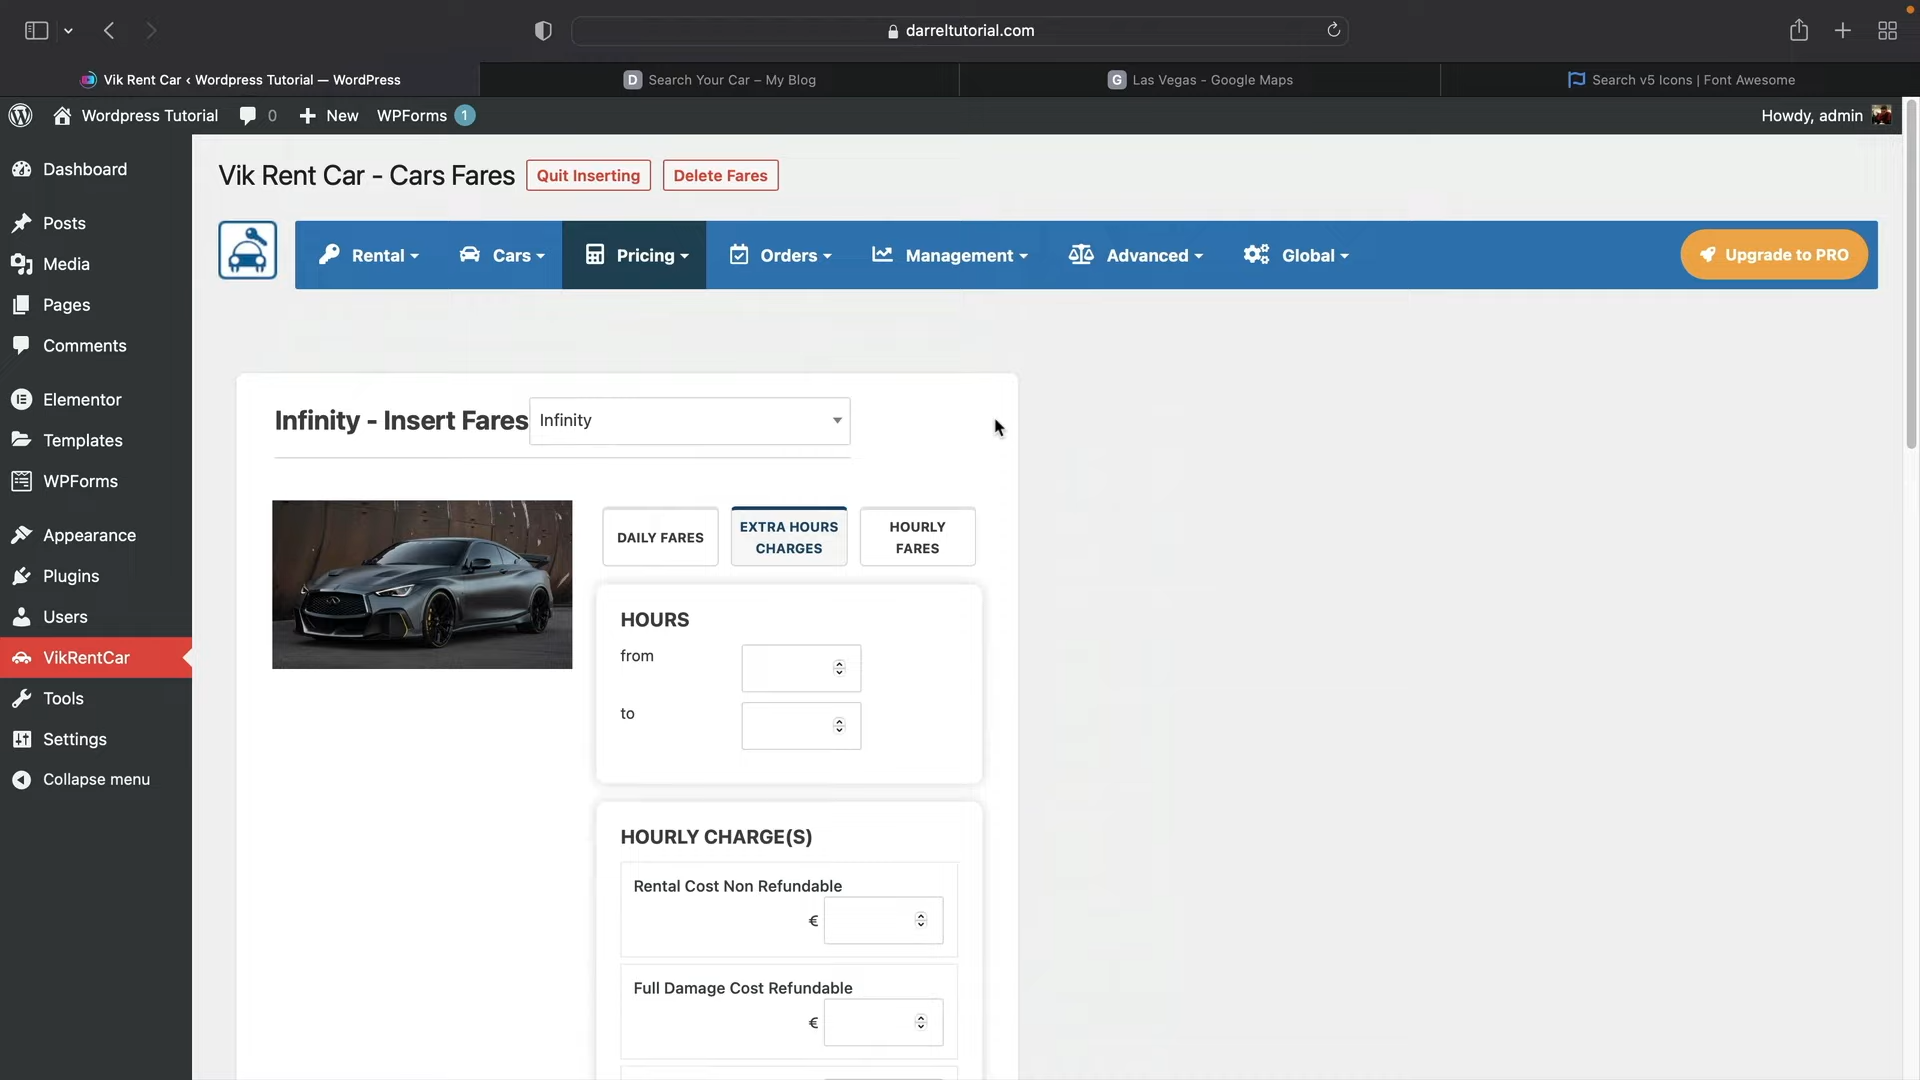 darreltutorial.com
Vik Rent Car ‹ Wordpress Tutorial — WordPress
D Search Your Car – My Blog
G Las Vegas - Google Maps
Search v5 Icons | Font Awesome
Wordpress Tutorial 0 New WPForms 1
Howdy, admin
Dashboard
Posts
Media
Pages
Comments
Elementor
Templates
WPForms
Appearance
Plugins
Users
VikRentCar
Tools
Settings
Collapse menu
Vik Rent Car - Cars Fares Quit Inserting Delete Fares
Rental Cars Pricing Orders Management Advanced Global Upgrade to PRO
Infinity - Insert Fares Infinity
DAILY FARES
EXTRA HOURS
CHARGES
HOURLY
FARES
HOURS
from
to
HOURLY CHARGE(S)
Rental Cost Non Refundable
€
Full Damage Cost Refundable
€